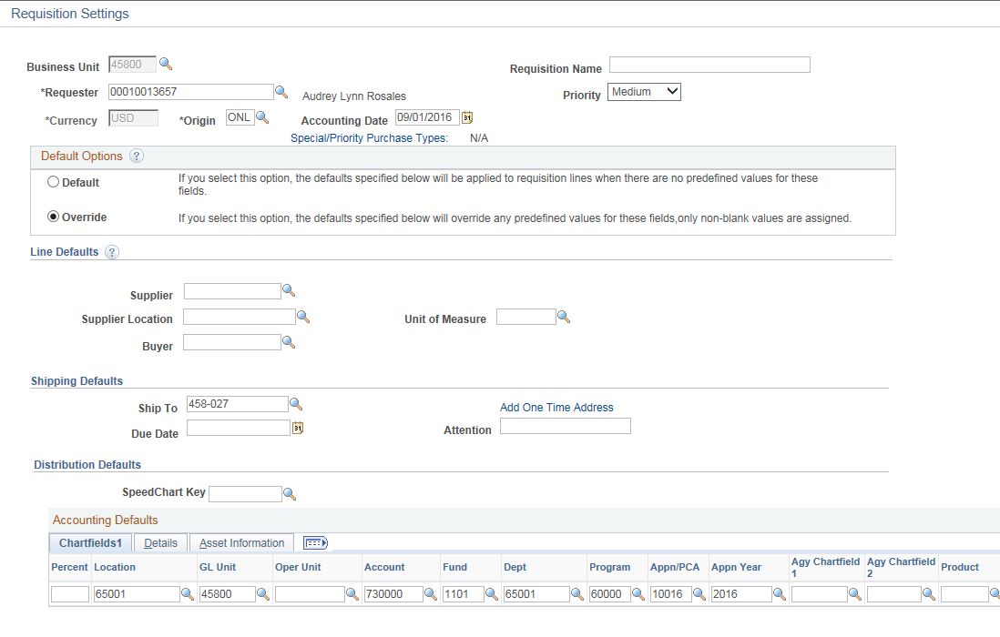 Requisition Settings
Business Unit 45800
Requisition Name
*Requester 00010013657 Audrey Lynn Rosales
Priority Medium
*Currency USD *Origin ONL Accounting Date 09/01/2016 31
Special/Priority Purchase Types: N/A
Default Options ?
Default If you select this option, the defaults specified below will be applied to requisition lines when there are no predefined values for these
fields.
Override If you select this option, the defaults specified below will override any predefined values for these fields,only non-blank values are assigned.
Line Defaults ?
Supplier
Supplier Location Unit of Measure
Buyer
Shipping Defaults
Ship To 458-027 Add One Time Address
Due Date 31 Attention
Distribution Defaults
SpeedChart Key
Accounting Defaults
Chartfields1 Details Asset Information
Percent Location GL Unit Oper Unit Account Fund Dept Program Appn/PCA Appn Year Agy Chartfield 1 Agy Chartfield 2 Product
65001 45800 730000 1101 65001 60000 10016 2016